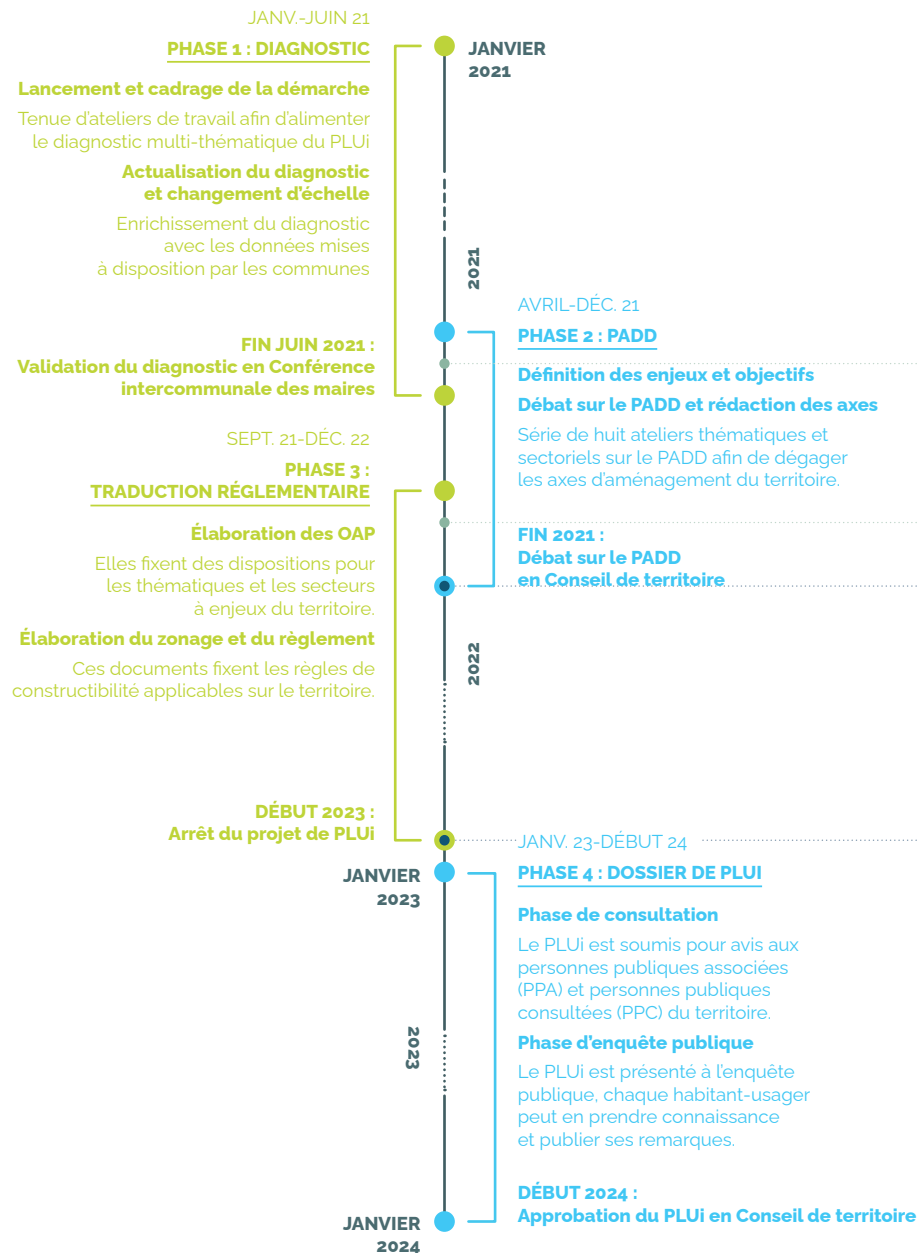 JANV.-JUIN 21
PHASE 1 : DIAGNOSTIC
JANVIER
2021
Lancement et cadrage de la démarche
Tenue d'ateliers de travail afin d'alimenter
le diagnostic multi-thématique du PLUi
Actualisation du diagnostic
et changement d'échelle
Enrichissement du diagnostic
avec les données mises
à disposition par les communes
2021
FIN JUIN 2021 :
Validation du diagnostic en Conférence
intercommunale des maires
AVRIL-DÉC. 21
PHASE 2 : PADD
Définition des enjeux et objectifs
Débat sur le PADD et rédaction des axes
Série de huit ateliers thématiques et
sectoriels sur le PADD afin de dégager
les axes d'aménagement du territoire.
FIN 2021 :
Débat sur le PADD
en Conseil de territoire
SEPT. 21-DÉC. 22
PHASE 3 :
TRADUCTION RÉGLEMENTAIRE
Élaboration des OAP
Elles fixent des dispositions pour
les thématiques et les secteurs
à enjeux du territoire.
Élaboration du zonage et du règlement
Ces documents fixent les règles de
constructibilité applicables sur le territoire.
2022
DÉBUT 2023 :
Arrêt du projet de PLUi
JANVIER
2023
JANV. 23-DÉBUT 24
PHASE 4 : DOSSIER DE PLUI
Phase de consultation
Le PLUi est soumis pour avis aux
personnes publiques associées
(PPA) et personnes publiques
consultées (PPC) du territoire.
Phase d'enquête publique
Le PLUi est présenté à l'enquête
publique, chaque habitant-usager
peut en prendre connaissance
et publier ses remarques.
2023
DÉBUT 2024 :
Approbation du PLUi en Conseil de territoire
JANVIER
2024